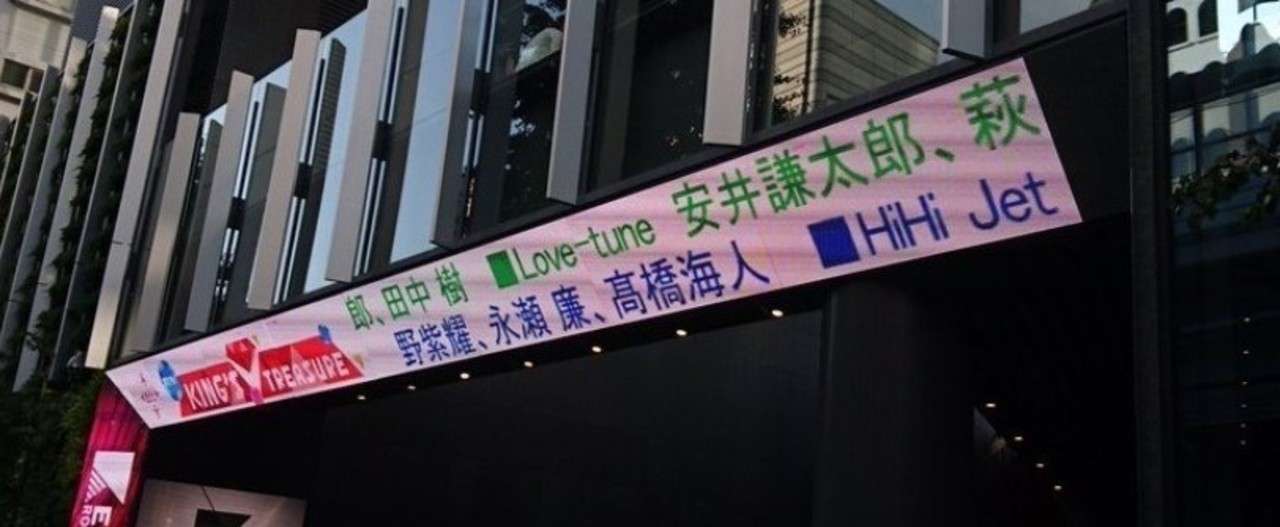 郎、田中 樹 ■Love-tune 安井謙太郎、萩
野紫耀、永瀬 廉、髙橋海人 ■HiHi Jet
KING'S TREASURE